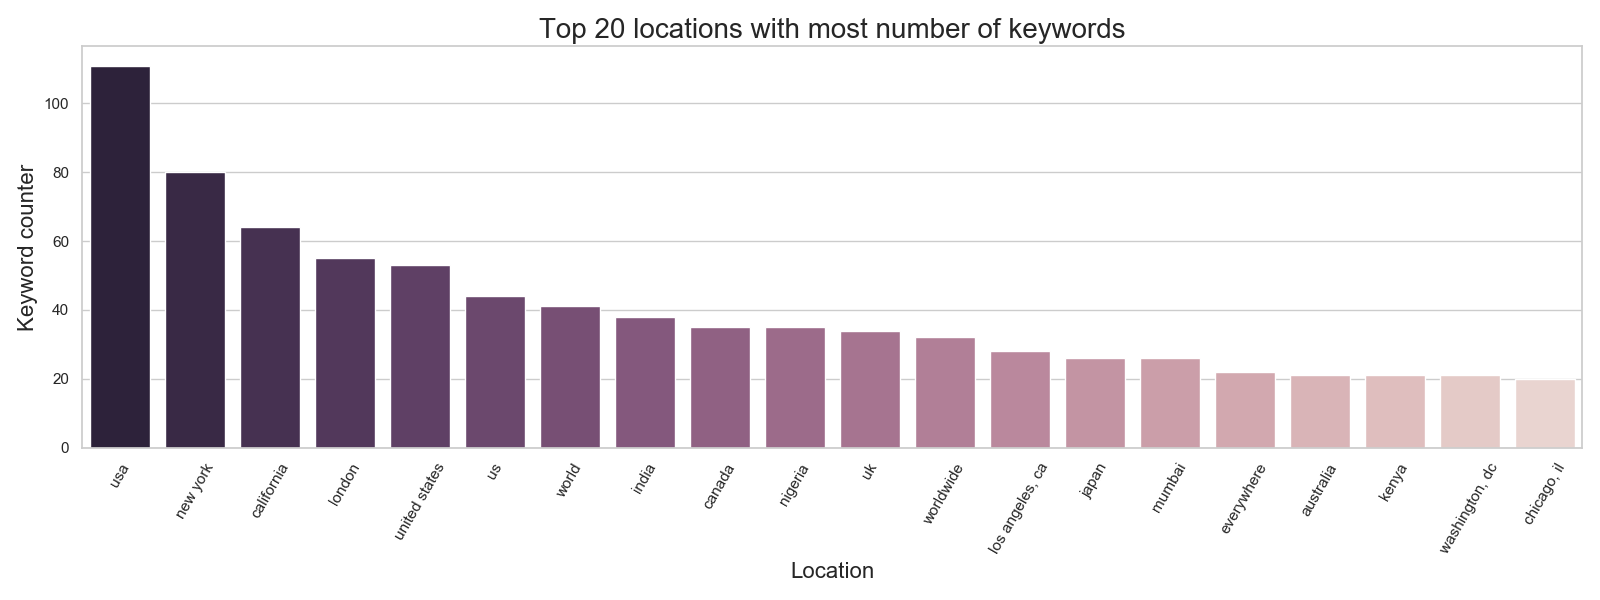 Top 20 locations with most number of keywords
Keyword counter
100
80
60
40
20
0
usa
new york
california
london
united states
us
world
india
canada
nigeria
uk
worldwide
los angeles, ca
japan
mumbai
everywhere
australia
kenya
washington, dc
chicago, il
Location